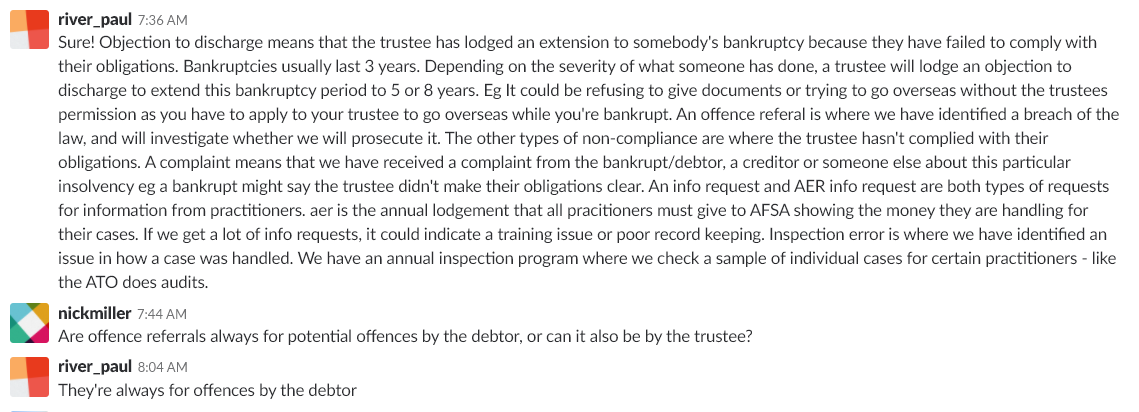 river_paul 7:36 AM
Sure! Objection to discharge means that the trustee has lodged an extension to somebody's bankruptcy because they have failed to comply with
their obligations. Bankruptcies usually last 3 years. Depending on the severity of what someone has done, a trustee will lodge an objection to
discharge to extend this bankruptcy period to 5 or 8 years. Eg It could be refusing to give documents or trying to go overseas without the trustees
permission as you have to apply to your trustee to go overseas while you're bankrupt. An offence referal is where we have identified a breach of the
law, and will investigate whether we will prosecute it. The other types of non-compliance are where the trustee hasn't complied with their
obligations. A complaint means that we have received a complaint from the bankrupt/debtor, a creditor or someone else about this particular
insolvency eg a bankrupt might say the trustee didn't make their obligations clear. An info request and AER info request are both types of requests
for information from practitioners. aer is the annual lodgement that all pracitioners must give to AFSA showing the money they are handling for
their cases. If we get a lot of info requests, it could indicate a training issue or poor record keeping. Inspection error is where we have identified an
issue in how a case was handled. We have an annual inspection program where we check a sample of individual cases for certain practitioners - like
the ATO does audits.
nickmiller 7:44 AM
Are offence referrals always for potential offences by the debtor, or can it also be by the trustee?
river_paul 8:04 AM
They're always for offences by the debtor